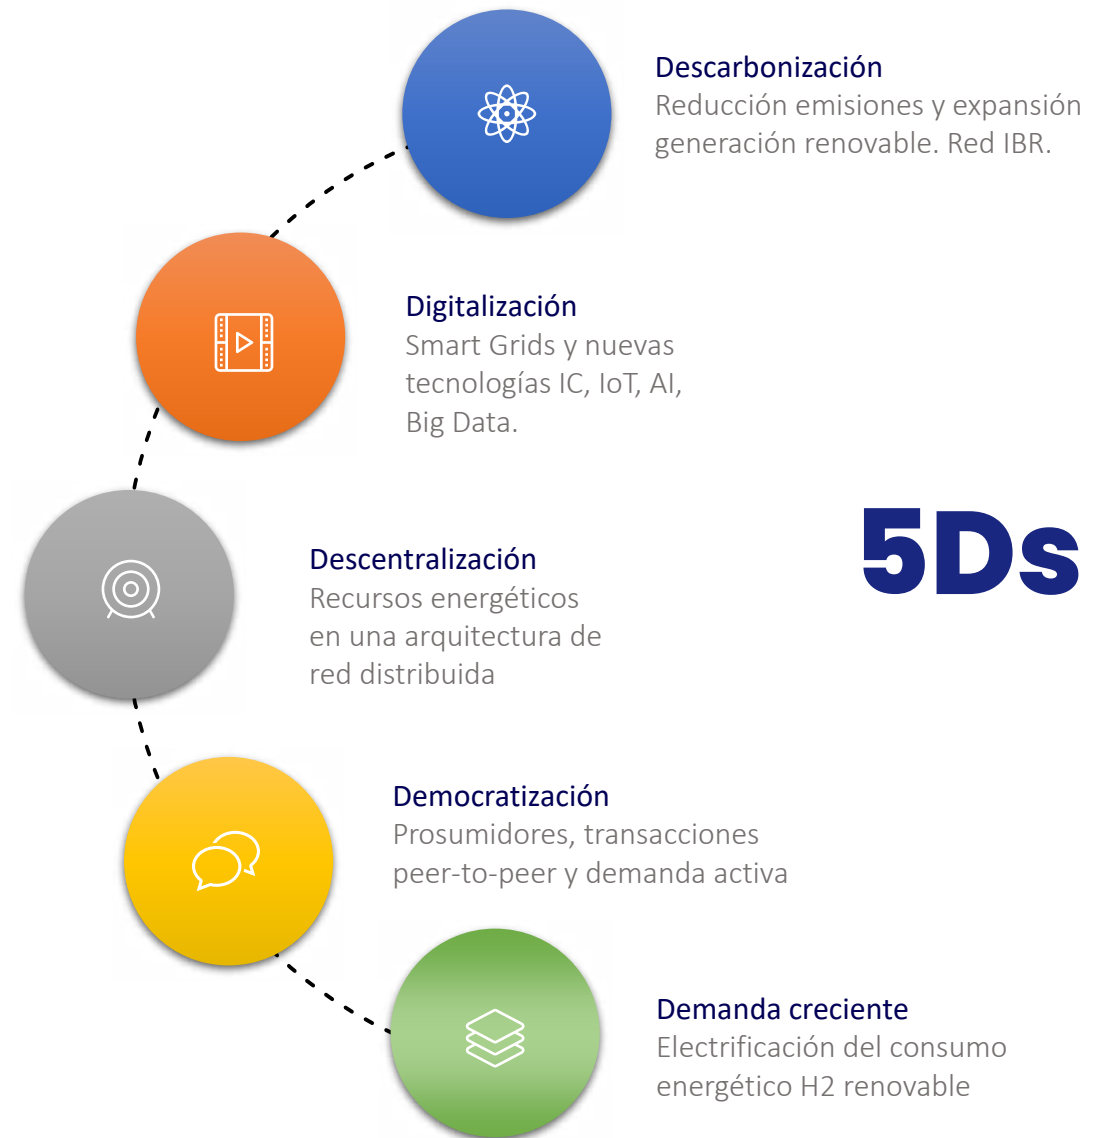 Descarbonización
Reducción emisiones y expansión
generación renovable. Red IBR.
Digitalización
Smart Grids y nuevas
tecnologías IC, IoT, AI,
Big Data.
5Ds
Descentralización
Recursos energéticos
en una arquitectura de
red distribuida
Democratización
Prosumidores, transacciones
peer-to-peer y demanda activa
Demanda creciente
Electrificación del consumo
energético H2 renovable